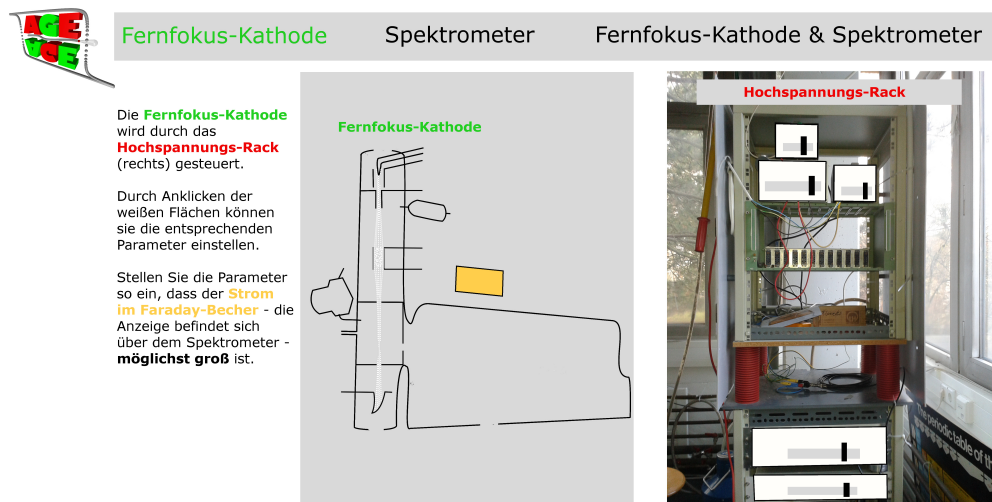 AGE
AGE
Fernfokus-Kathode
Spektrometer
Fernfokus-Kathode & Spektrometer
Die Fernfokus-Kathode
wird durch das
Hochspannungs-Rack
(rechts) gesteuert.
Durch Anklicken der
weißen Flächen können
sie die entsprechenden
Parameter einstellen.
Stellen Sie die Parameter
so ein, dass der Strom
im Faraday-Becher - die
Anzeige befindet sich
über dem Spektrometer -
möglichst groß ist.
Fernfokus-Kathode
Hochspannungs-Rack
The periodic table of th